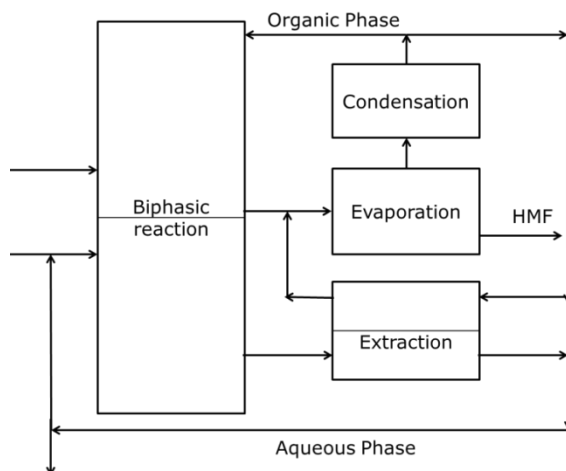 Organic Phase
Condensation
Biphasic
reaction
Evaporation
HMF
Extraction
Aqueous Phase